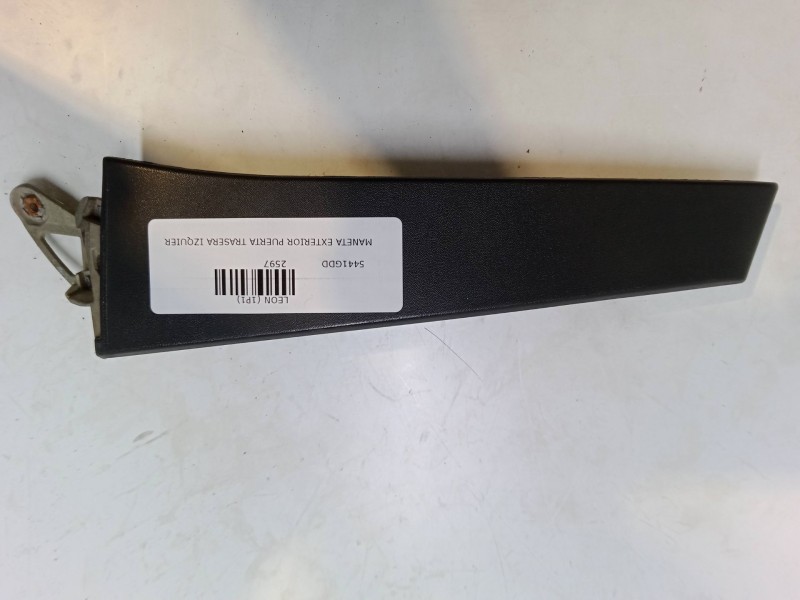 LEON (1P1)
2597
5441GDD
MANETA EXTERIOR PUERTA TRASERA IZQUIER